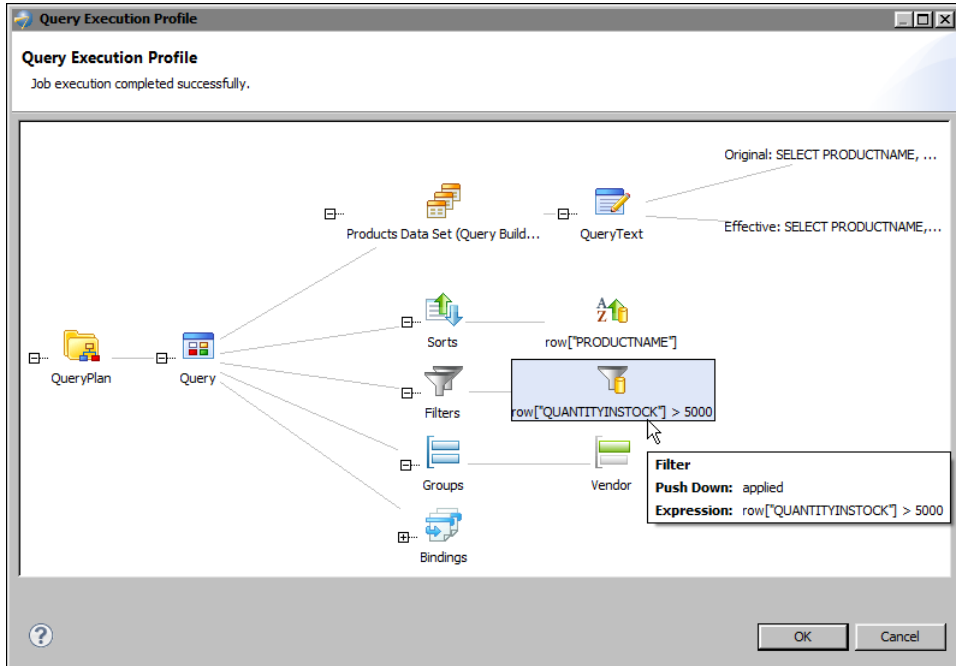 Query Execution Profile
Query Execution Profile
Job execution completed successfully.
Original: SELECT PRODUCTNAME, ...
Products Data Set (Query Build...
QueryText
Effective: SELECT PRODUCTNAME,...
Sorts
row["PRODUCTNAME"]
QueryPlan
Query
Filters
row["QUANTITYINSTOCK"] > 5000
Groups
Vendor
Filter
Push Down: applied
Expression: row["QUANTITYINSTOCK"] > 5000
Bindings
OK
Cancel